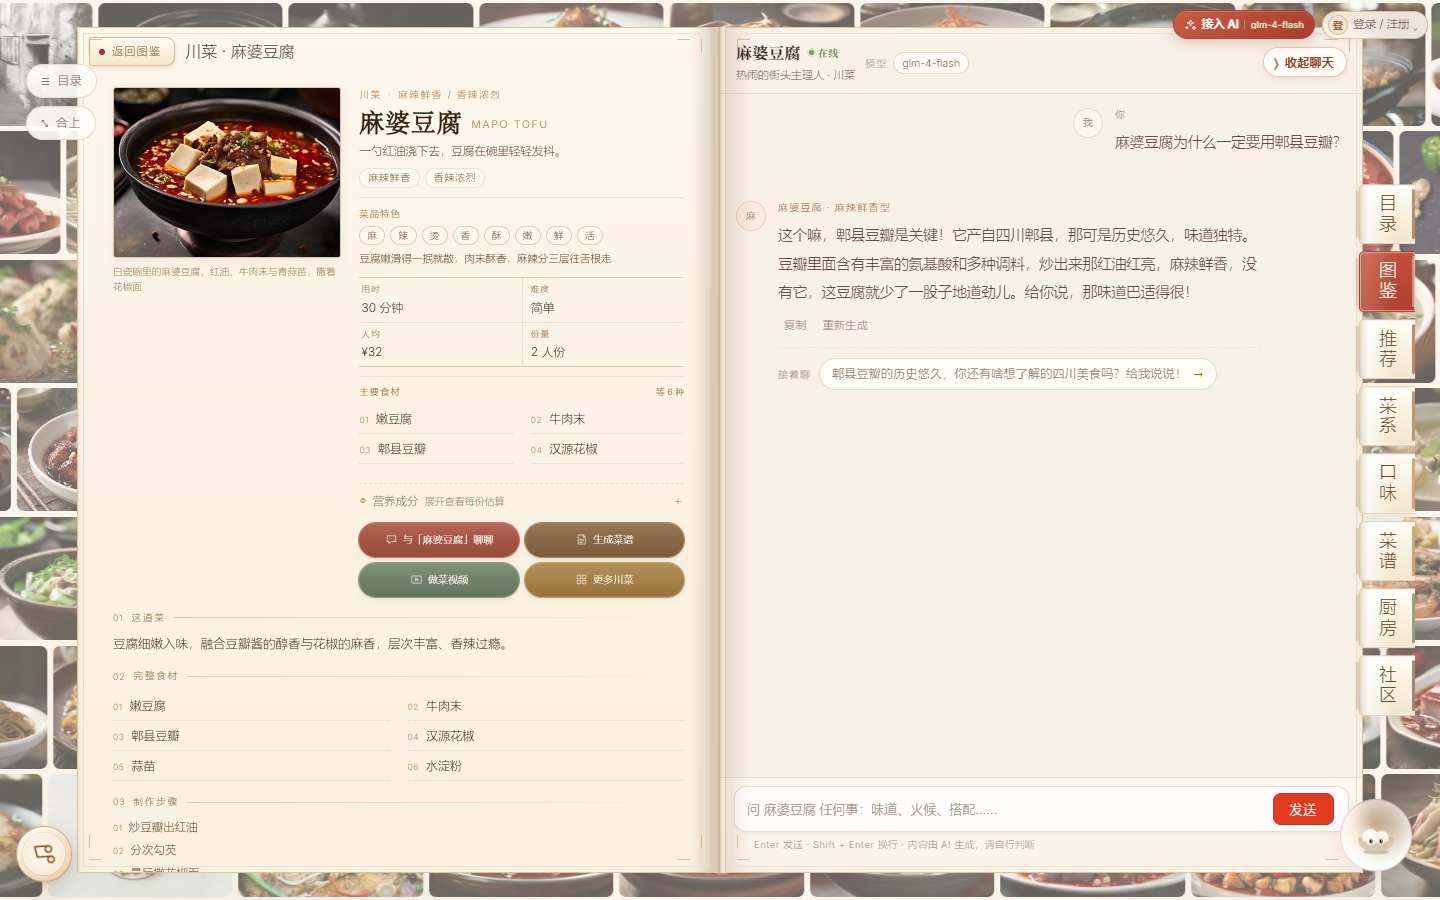 返回图鉴
川菜 · 麻婆豆腐
目录
合上
白瓷碗里的麻婆豆腐，红油、牛肉末与青蒜苗，撒着
花椒面
川菜 · 麻辣鲜香 / 香辣浓烈
麻婆豆腐 MAPO TOFU
一勺红油浇下去，豆腐在碗里轻轻发抖。
麻辣鲜香 香辣浓烈
菜品特色
麻 辣 烫 香 酥 嫩 鲜 活
豆腐嫩滑得一抿就散，肉末酥香，麻辣分三层往舌根走
用时 难度
30 分钟 简单
人均 份量
¥32 2 人份
主要食材 等 6 种
01 嫩豆腐 02 牛肉末
03 郫县豆瓣 04 汉源花椒
营养成分 展开查看每份估算 +
与「麻婆豆腐」聊聊 生成菜谱
做菜视频 更多川菜
01 这道菜
豆腐细嫩入味，融合豆瓣酱的醇香与花椒的麻香，层次丰富、香辣过瘾。
02 完整食材
01 嫩豆腐 02 牛肉末
03 郫县豆瓣 04 汉源花椒
05 蒜苗 06 水淀粉
03 制作步骤
01 炒豆瓣出红油
02 分次勾芡
接入 AI glm-4-flash
登 登录 / 注册
麻婆豆腐 在线
热闹的街头主理人 · 川菜
模型 glm-4-flash
收起聊天
我 你
麻婆豆腐为什么一定要用郫县豆瓣?
麻 麻婆豆腐 · 麻辣鲜香型
这个嘛，郫县豆瓣是关键！它产自四川郫县，那可是历史悠久，味道独特。
豆瓣里面含有丰富的氨基酸和多种调料，炒出来那红油红亮，麻辣鲜香，没
有它，这豆腐就少了一股子地道劲儿。给你说，那味道巴适得很！
复制 重新生成
接着聊 郫县豆瓣的历史悠久，你还有啥想了解的四川美食吗？给我说说！ →
问 麻婆豆腐 任何事：味道、火候、搭配……
发送
Enter 发送 · Shift + Enter 换行 · 内容由 AI 生成，请自行判断
目录
图鉴
推荐
菜系
口味
菜谱
厨房
社区